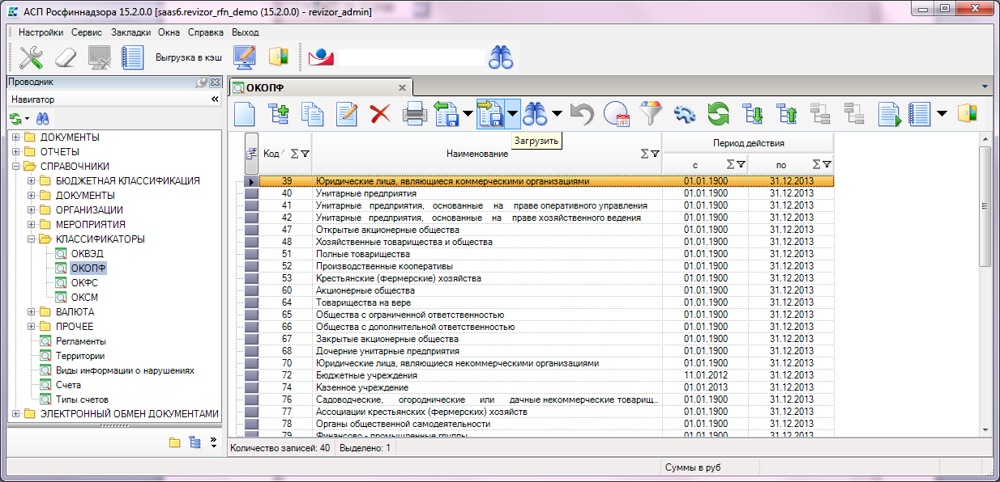 АСП Росфиннадзора 15.2.0.0 [saas6.revizor_rfn_demo (15.2.0.0) - revizor_admin]
Настройки Сервис Закладки Окна Справка Выход
Выгрузка в кэш
Проводник
Навигатор
ДОКУМЕНТЫ
ОТЧЕТЫ
СПРАВОЧНИКИ
БЮДЖЕТНАЯ КЛАССИФИКАЦИЯ
ДОКУМЕНТЫ
ОРГАНИЗАЦИИ
МЕРОПРИЯТИЯ
КЛАССИФИКАТОРЫ
ОКВЭД
ОКОПФ
ОКФС
ОКСМ
ВАЛЮТА
ПРОЧЕЕ
Регламенты
Территории
Виды информации о нарушениях
Счета
Типы счетов
ЭЛЕКТРОННЫЙ ОБМЕН ДОКУМЕНТАМИ
ОКОПФ
Загрузить
Код Наименование Период действия
с по
39 Юридические лица, являющиеся коммерческими организациями 01.01.1900 31.12.2013
40 Унитарные предприятия 01.01.1900 31.12.2013
41 Унитарные предприятия, основанные на праве оперативного управления 01.01.1900 31.12.2013
42 Унитарные предприятия, основанные на праве хозяйственного ведения 01.01.1900 31.12.2013
47 Открытые акционерные общества 01.01.1900 31.12.2013
48 Хозяйственные товарищества и общества 01.01.1900 31.12.2013
51 Полные товарищества 01.01.1900 31.12.2013
52 Производственные кооперативы 01.01.1900 31.12.2013
53 Крестьянские (фермерские) хозяйства 01.01.1900 31.12.2013
60 Акционерные общества 01.01.1900 31.12.2013
64 Товарищества на вере 01.01.1900 31.12.2013
65 Общества с ограниченной ответственностью 01.01.1900 31.12.2013
66 Общества с дополнительной ответственностью 01.01.1900 31.12.2013
67 Закрытые акционерные общества 01.01.1900 31.12.2013
68 Дочерние унитарные предприятия 01.01.1900 31.12.2013
70 Юридические лица, являющиеся некоммерческими организациями 01.01.1900 31.12.2013
72 Бюджетные учреждения 11.01.2012 31.12.2013
74 Казенное учреждение 01.01.2013 31.12.2013
76 Садоводческие, огороднические или дачные некоммерческие товарищ... 01.01.1900 31.12.2013
77 Ассоциации крестьянских (фермерских) хозяйств 01.01.1900 31.12.2013
78 Органы общественной самодеятельности 01.01.1900 31.12.2013
79 Финансово - промышленные группы 01.01.1900 31.12.2013
Количество записей: 40 Выделено: 1
Суммы в руб